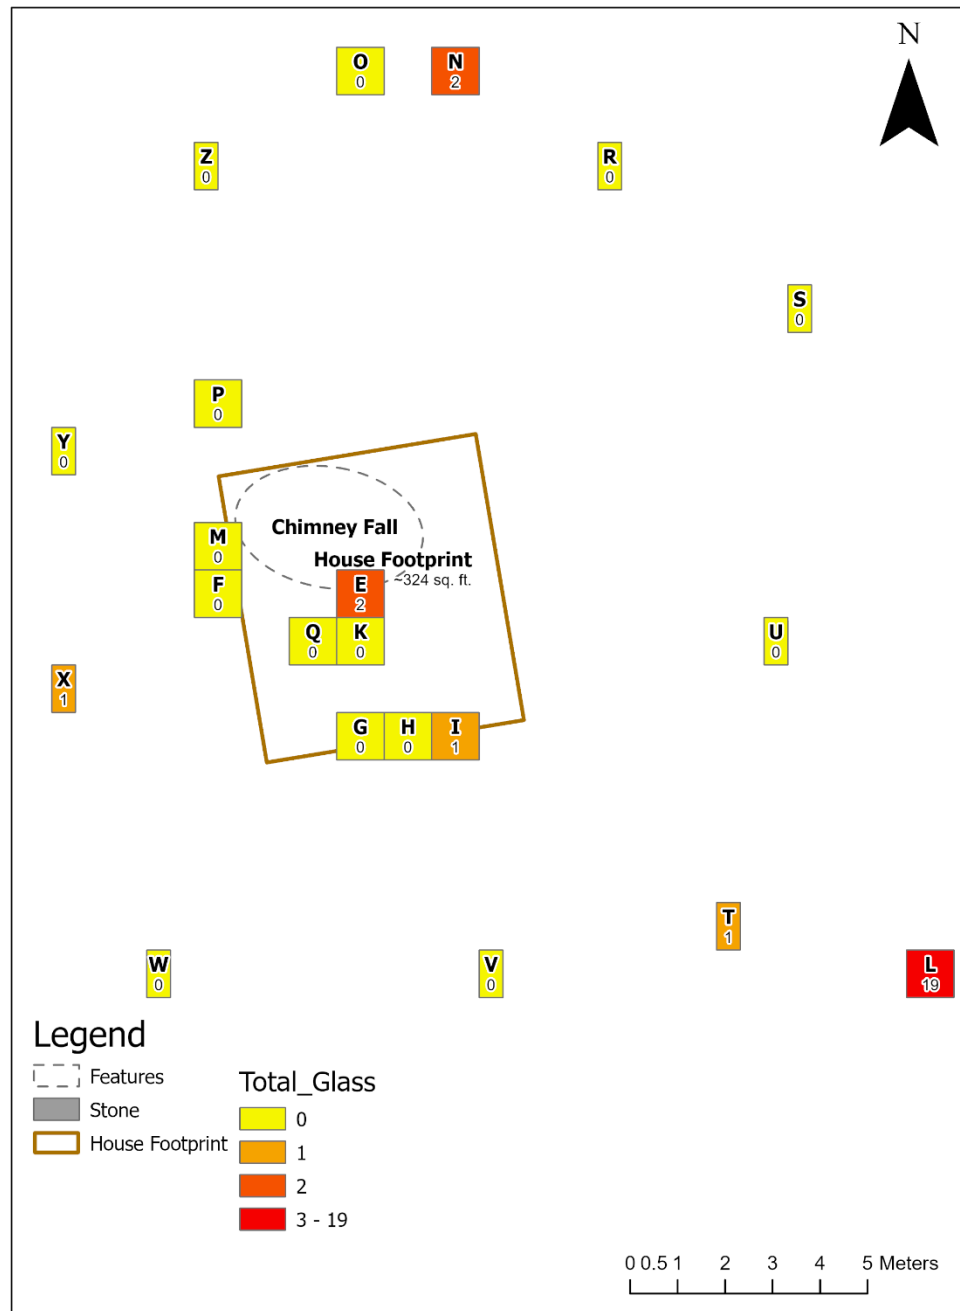 N
O
0
N
2
Z
0
R
0
S
0
P
0
Y
0
Chimney Fall
M
0
House Footprint
~324 sq. ft.
F
0
E
2
Q
0
K
0
U
0
X
1
G
0
H
0
I
1
T
1
W
0
V
0
L
19
Legend
Features
Stone
House Footprint
Total_Glass
0
1
2
3 - 19
0 0.5 1 2 3 4 5 Meters